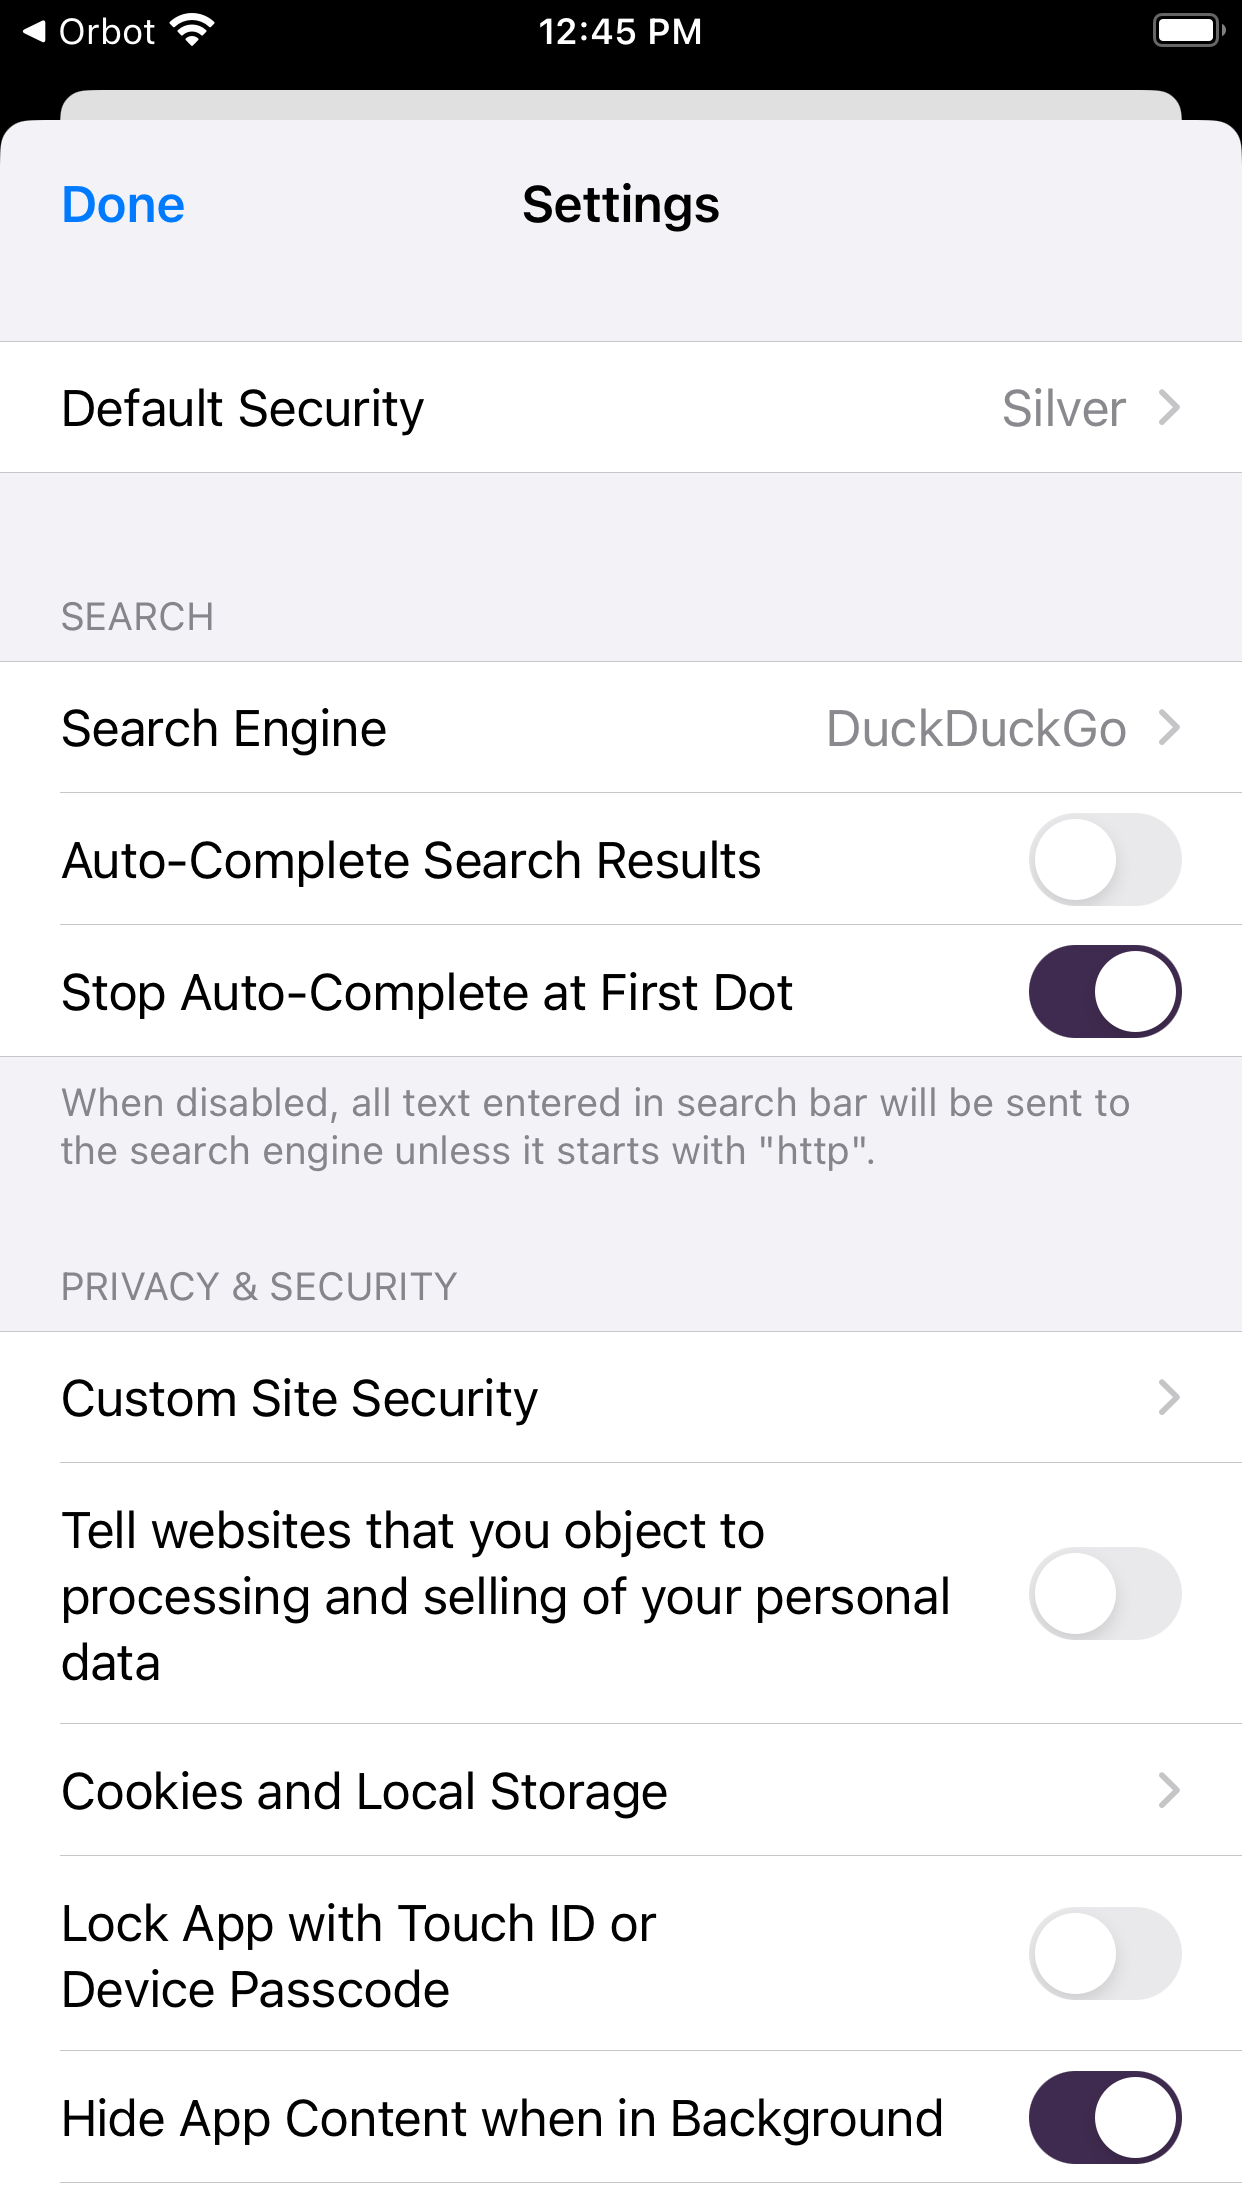 Orbot
12:45 PM
Done
Settings
Default Security
Silver
SEARCH
Search Engine
DuckDuckGo
Auto-Complete Search Results
Stop Auto-Complete at First Dot
When disabled, all text entered in search bar will be sent to
the search engine unless it starts with "http".
PRIVACY & SECURITY
Custom Site Security
Tell websites that you object to
processing and selling of your personal
data
Cookies and Local Storage
Lock App with Touch ID or
Device Passcode
Hide App Content when in Background